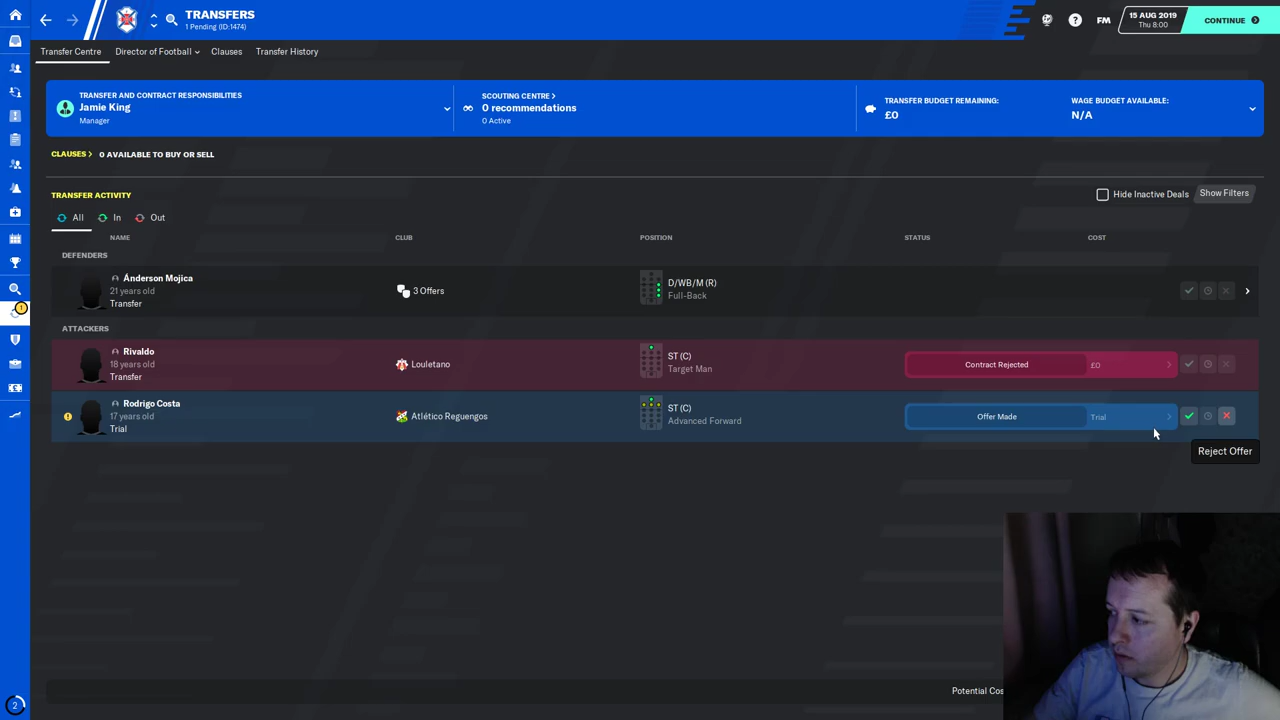 TRANSFERS
1 Pending (ID:1474)
FM
15 AUG 2019
Thu 8:00
CONTINUE
Transfer Centre
Director of Football
Clauses
Transfer History
TRANSFER AND CONTRACT RESPONSIBILITIES
Jamie King
Manager
SCOUTING CENTRE >
0 recommendations
0 Active
TRANSFER BUDGET REMAINING:
£0
WAGE BUDGET AVAILABLE:
N/A
CLAUSES > 0 AVAILABLE TO BUY OR SELL
TRANSFER ACTIVITY
Hide Inactive Deals
Show Filters
All
In
Out
NAME
CLUB
POSITION
STATUS
COST
DEFENDERS
Ânderson Mojica
21 years old
Transfer
3 Offers
D/WB/M (R)
Full-Back
ATTACKERS
Rivaldo
18 years old
Transfer
Louletano
ST (C)
Target Man
Contract Rejected
£0
Rodrigo Costa
17 years old
Trial
Atlético Reguengos
ST (C)
Advanced Forward
Offer Made
Trial
Reject Offer
Potential Cos
1
2